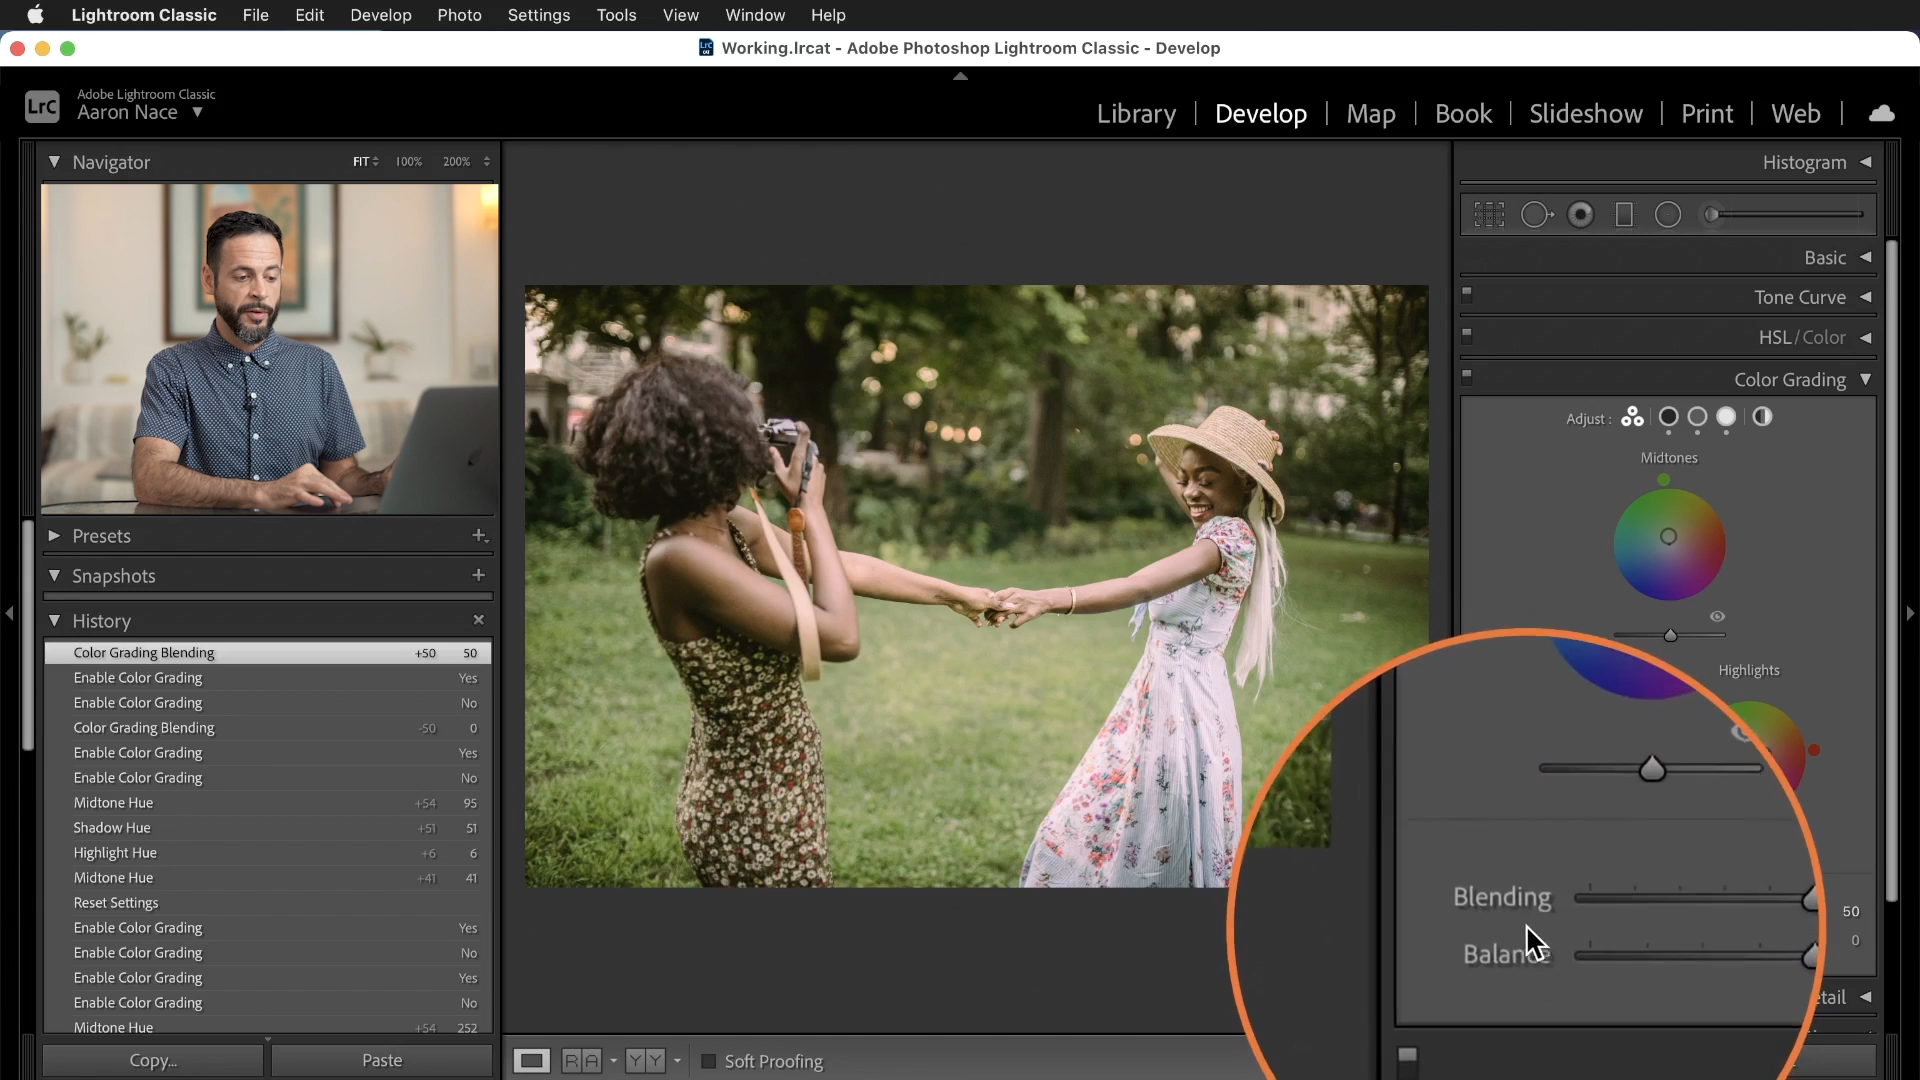 Lightroom Classic File Edit Develop Photo Settings Tools View Window Help
LrC Working.lrcat - Adobe Photoshop Lightroom Classic - Develop
LrC Adobe Lightroom Classic
Aaron Nace
Library Develop Map Book Slideshow Print Web
Navigator FIT 100% 200%
Histogram
Basic
Tone Curve
HSL / Color
Color Grading
Adjust :
Midtones
Highlights
Blending 50
Balance 0
etail
Presets
Snapshots
History
Color Grading Blending +50 50
Enable Color Grading Yes
Enable Color Grading No
Color Grading Blending -50 0
Enable Color Grading Yes
Enable Color Grading No
Midtone Hue +54 95
Shadow Hue +51 51
Highlight Hue +6 6
Midtone Hue +41 41
Reset Settings
Enable Color Grading Yes
Enable Color Grading No
Enable Color Grading Yes
Enable Color Grading No
Midtone Hue +54 252
Copy... Paste
R A Y Y Soft Proofing